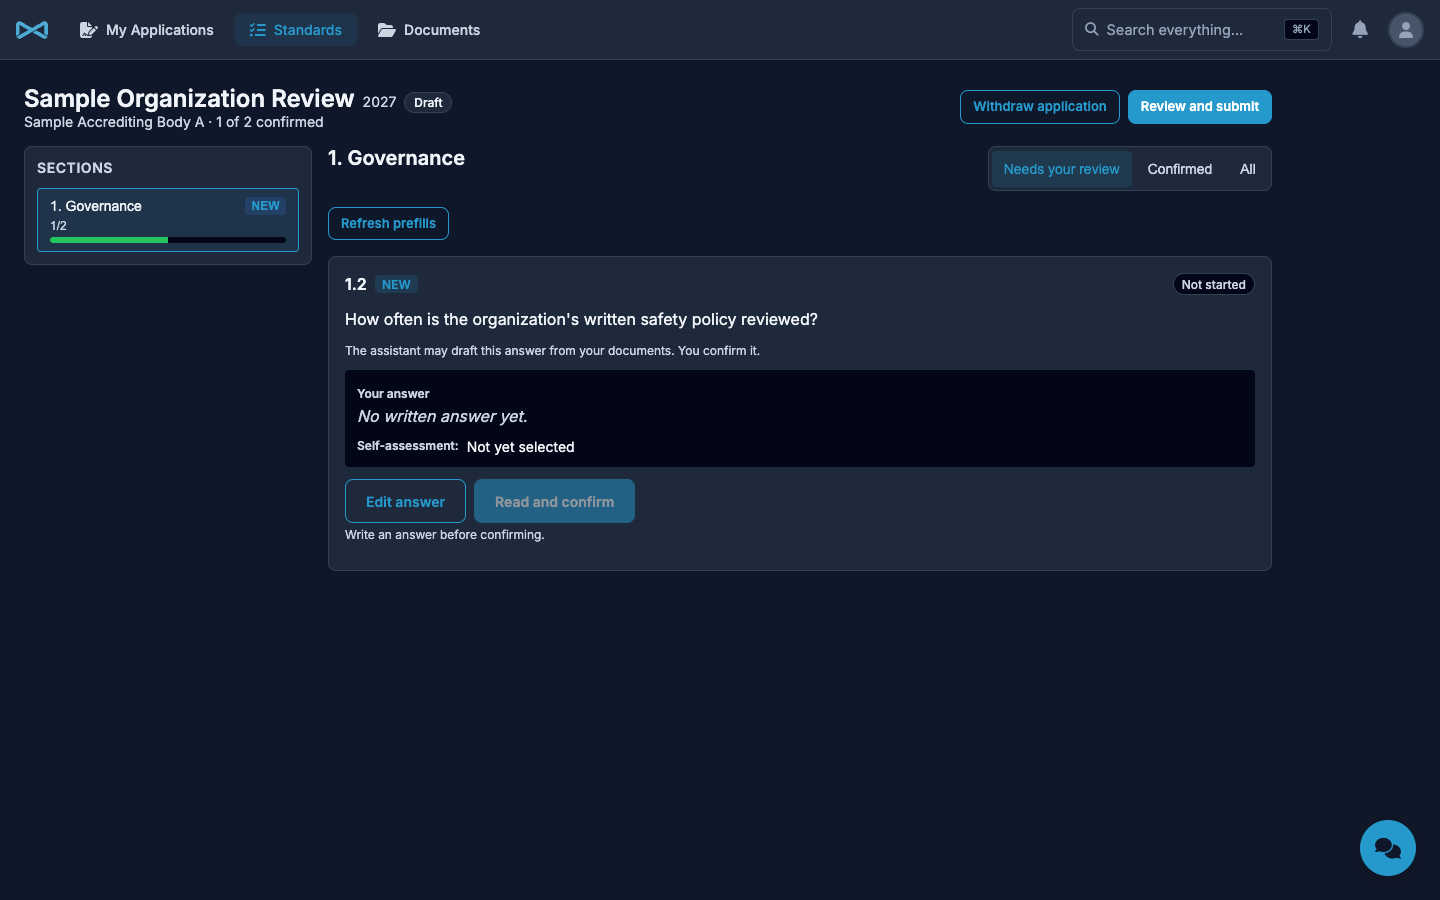 My Applications
Standards
Documents
Search everything...
⌘K
Sample Organization Review 2027 Draft
Sample Accrediting Body A · 1 of 2 confirmed
Withdraw application
Review and submit
SECTIONS
1. Governance NEW
1/2
1. Governance
Needs your review
Confirmed
All
Refresh prefills
1.2 NEW
Not started
How often is the organization's written safety policy reviewed?
The assistant may draft this answer from your documents. You confirm it.
Your answer
No written answer yet.
Self-assessment: Not yet selected
Edit answer
Read and confirm
Write an answer before confirming.